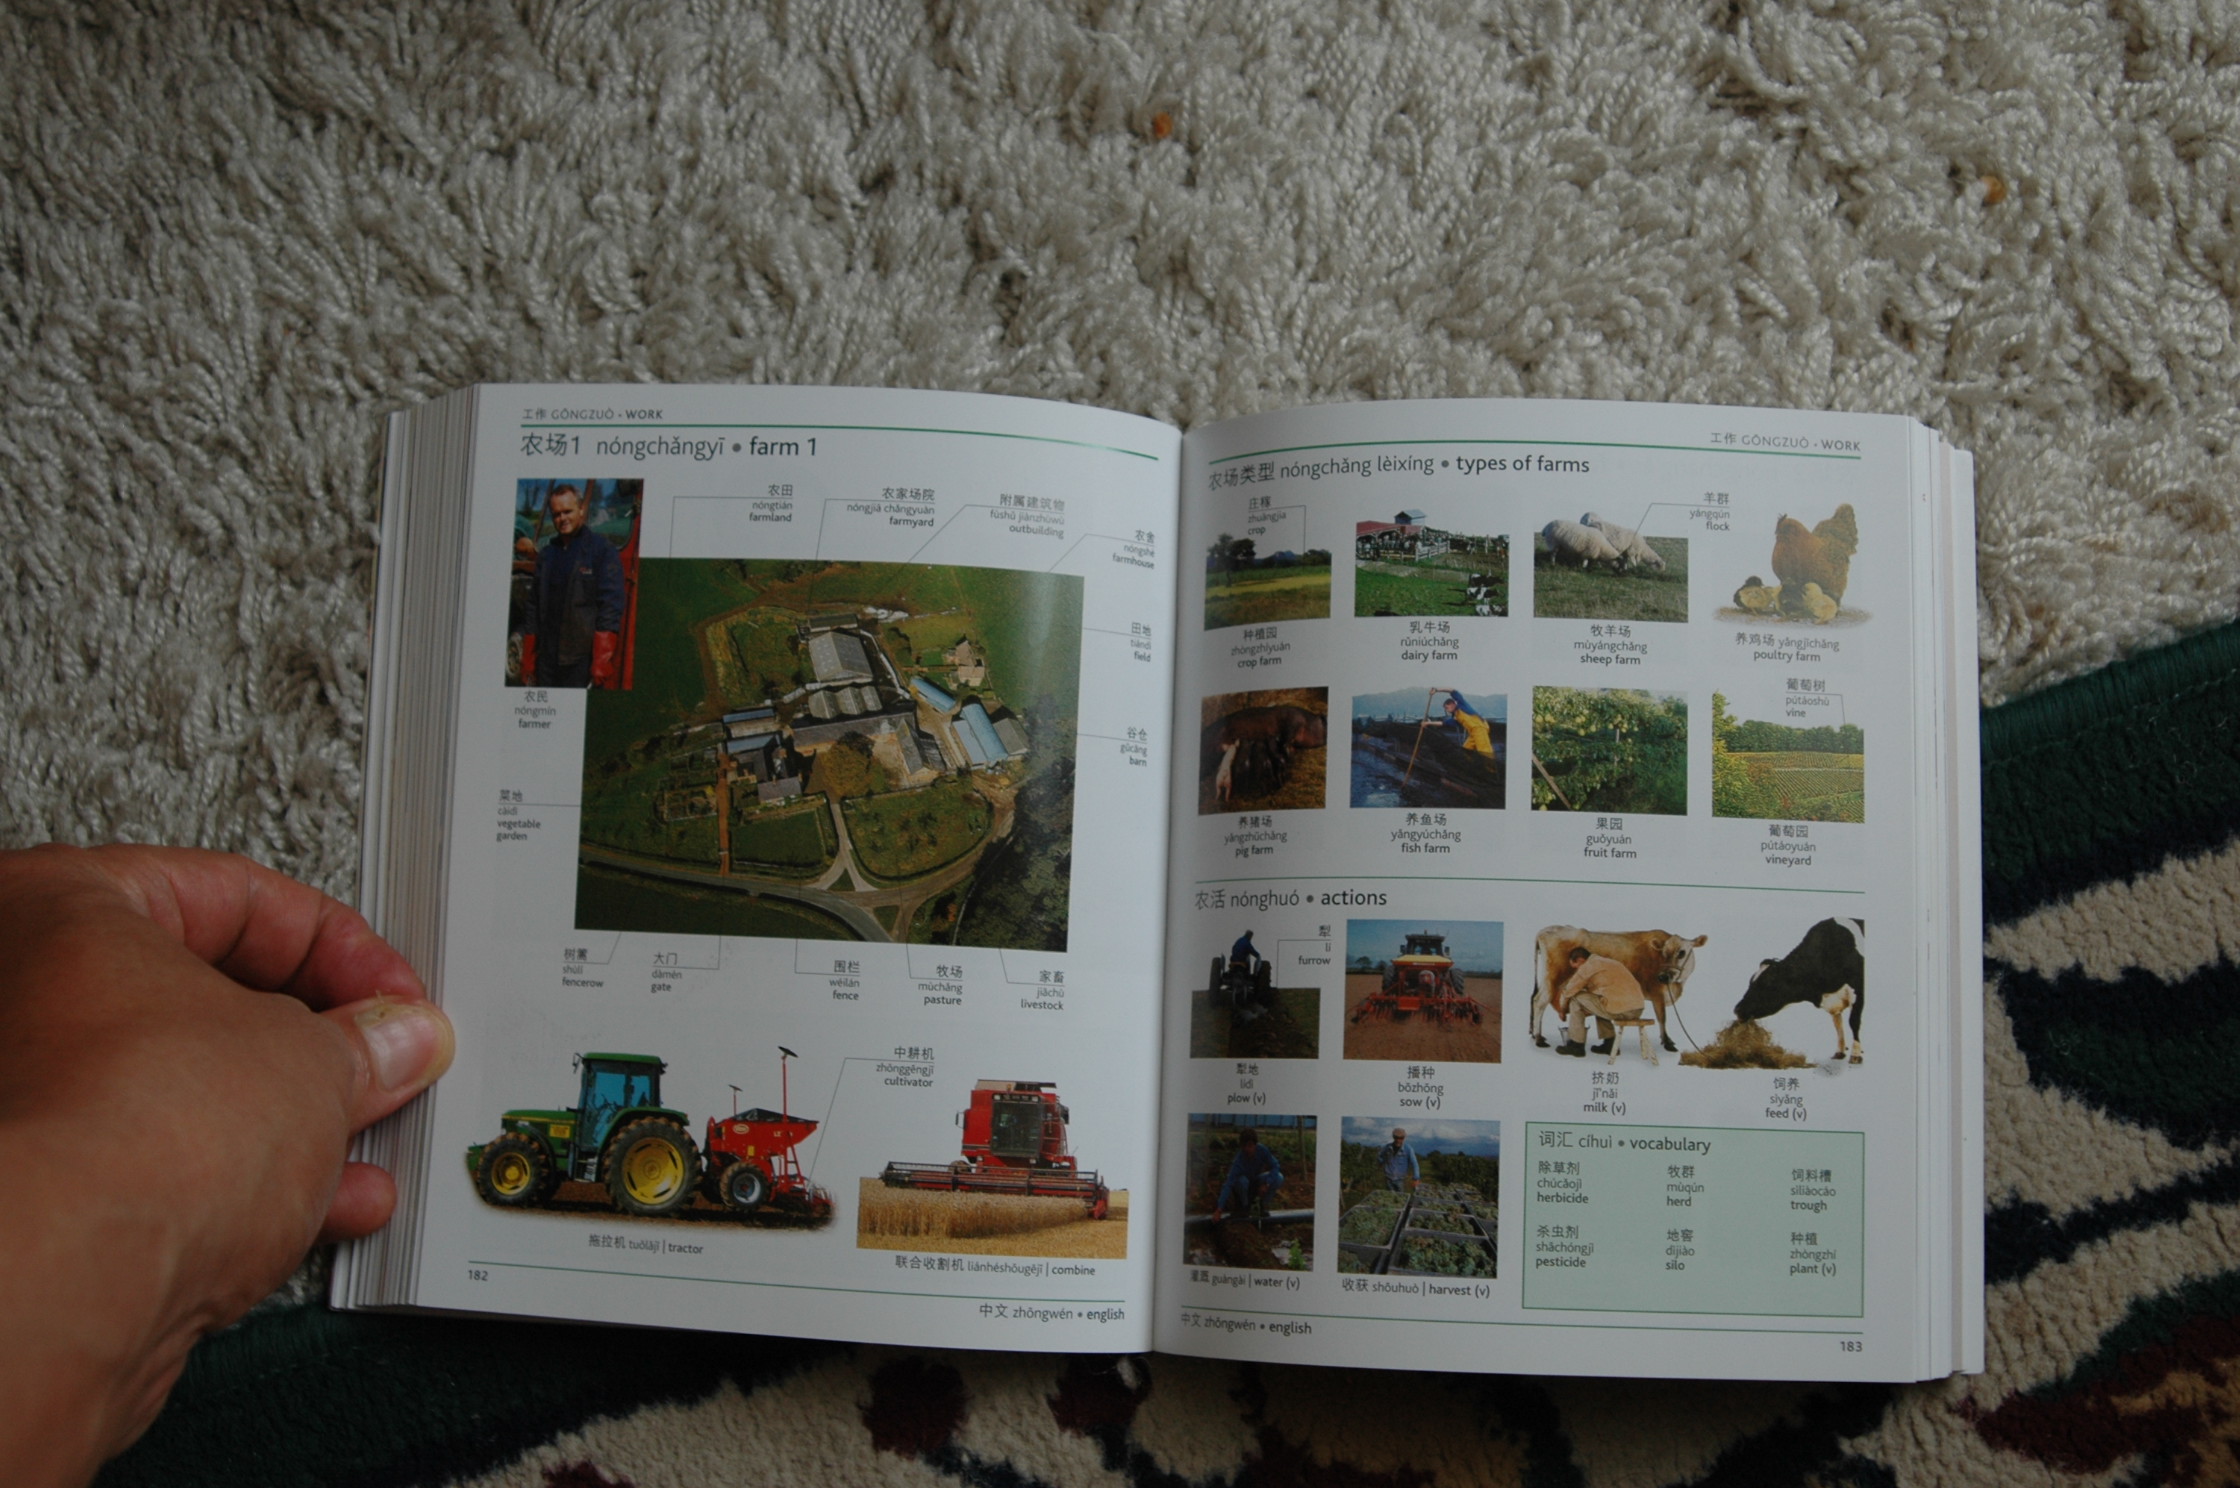 工作 GŌNGZUÒ • WORK
农场1 nóngchǎngyī • farm 1
农民
nóngmín
farmer
农田
nóngtián
farmland
农家场院
nóngjiā chǎngyuàn
farmyard
附属建筑物
fùshǔ jiànzhùwù
outbuilding
农舍
nóngshè
farmhouse
田地
tiándì
field
谷仓
gǔcāng
barn
菜地
càidì
vegetable
garden
树篱
shùlí
fencerow
大门
dàmén
gate
围栏
wéilán
fence
牧场
mùchǎng
pasture
家畜
jiāchù
livestock
中耕机
zhōnggēngjī
cultivator
拖拉机 tuōlājī | tractor
联合收割机 liánhéshōugējī | combine
182
中文 zhōngwén • english
工作 GŌNGZUÒ • WORK
农场类型 nóngchǎng lèixíng • types of farms
庄稼
zhuāngjia
crop
种植园
zhòngzhíyuán
crop farm
乳牛场
rǔniúchǎng
dairy farm
羊群
yángqún
flock
牧羊场
mùyángchǎng
sheep farm
养鸡场 yǎngjīchǎng
poultry farm
养猪场
yǎngzhūchǎng
pig farm
养鱼场
yǎngyúchǎng
fish farm
果园
guǒyuán
fruit farm
葡萄树
pútáoshù
vine
葡萄园
pútáoyuán
vineyard
农活 nónghuó • actions
犁
lí
furrow
犁地
lídì
plow (v)
播种
bōzhǒng
sow (v)
挤奶
jǐ'nǎi
milk (v)
饲养
sìyǎng
feed (v)
灌溉 guàngài | water (v)
收获 shōuhuò | harvest (v)
词汇 cíhuì • vocabulary
除草剂
chúcǎojì
herbicide
牧群
mùqún
herd
饲料槽
sìliàocáo
trough
杀虫剂
shāchóngjì
pesticide
地窖
dìjiào
silo
种植
zhòngzhí
plant (v)
中文 zhōngwén • english
183